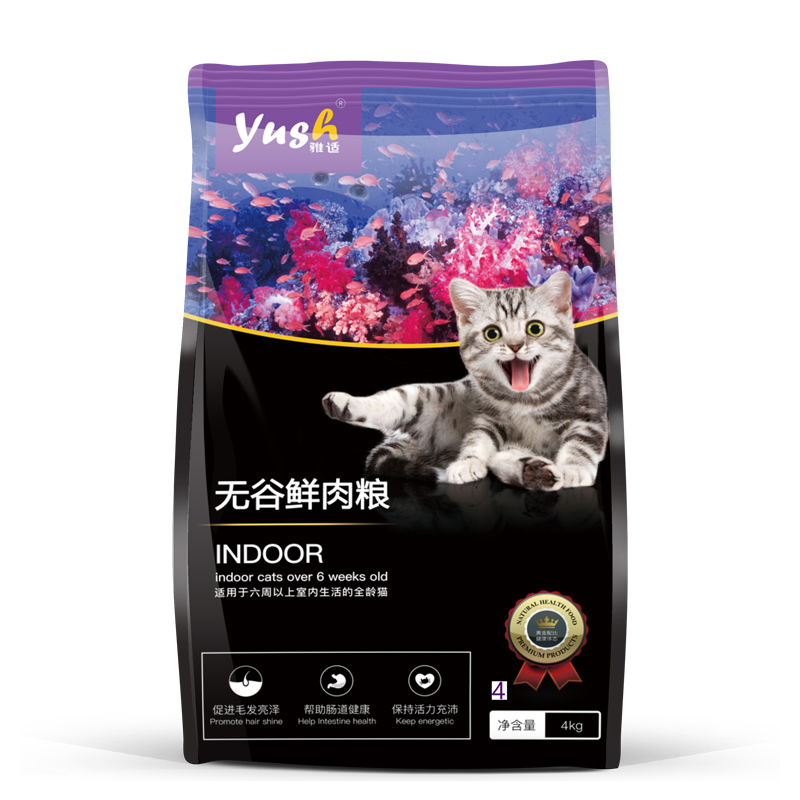 yush®
雅适
无谷鲜肉粮
INDOOR
indoor cats over 6 weeks old
适用于六周以上室内生活的全龄猫
NATURAL HEALTH FOOD
PREMIUM PRODUCTS
促进毛发亮泽
Promote hair shine
帮助肠道健康
Help Intestine health
保持活力充沛
Keep energetic
4
净含量 4kg